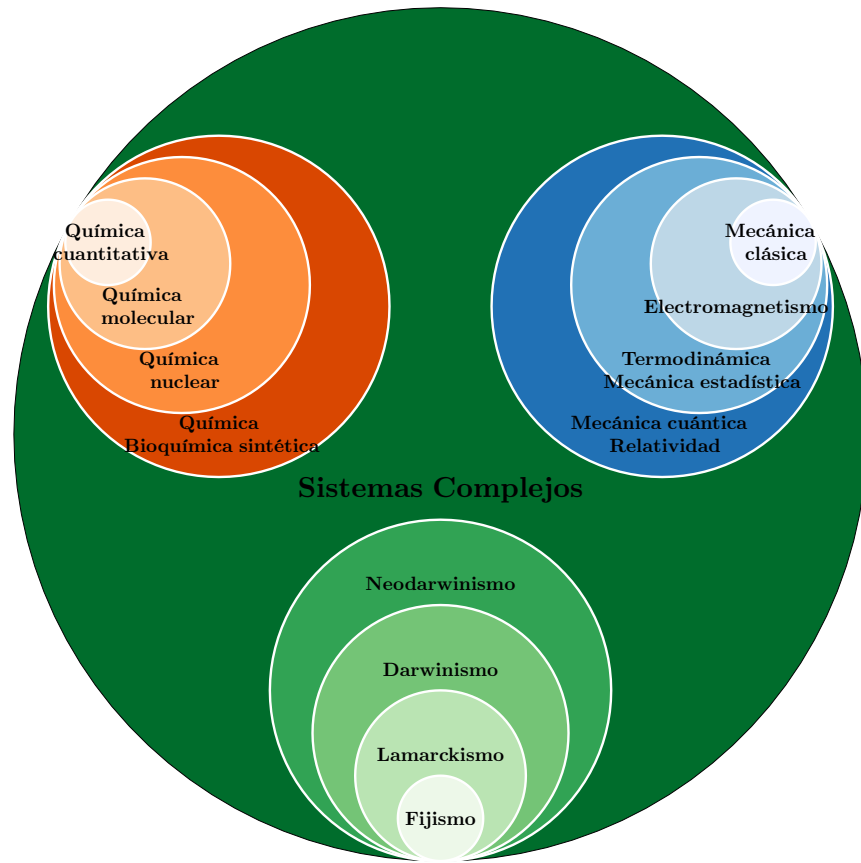 Química
cuantitativa
Química
molecular
Química
nuclear
Química
Bioquímica sintética
Mecánica
clásica
Electromagnetismo
Termodinámica
Mecánica estadística
Mecánica cuántica
Relatividad
Sistemas Complejos
Neodarwinismo
Darwinismo
Lamarckismo
Fijismo